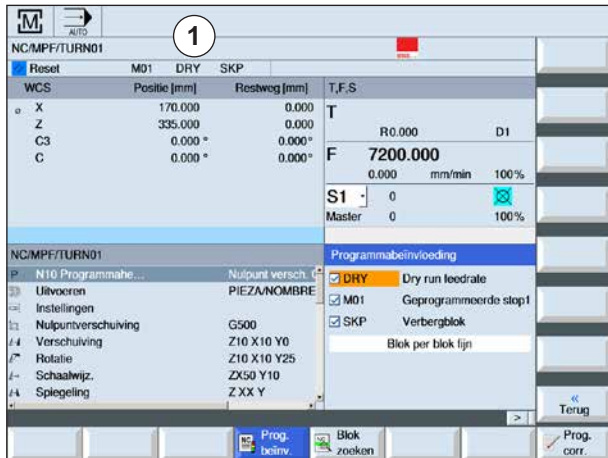 M
AUTO
1
NC/MPF/TURN01
Reset M01 DRY SKP
WCS Positie [mm] Restweg [mm] T,F,S
X 170.000 0.000
Z 335.000 0.000
C3 0.000 ° 0.000°
C 0.000 ° 0.000°
T
R0.000 D1
F 7200.000
0.000 mm/min 100%
S1 0
Master 0 100%
NC/MPF/TURN01
P N10 Programmahe... Nulpunt versch.
Uitvoeren PIEZA/NOMBRE
Instellingen
Nulpuntverschuiving G500
Verschuiving Z10 X10 Y0
Rotatie Z10 X10 Y25
Schaalwijz. ZX50 Y10
Spiegeling Z XX Y
Programmabeïnvloeding
DRY Dry run feedrate
M01 Geprogrammeerde stop1
SKP Verbergblok
Blok per blok fijn
>
«
Terug
NC Prog. beïnv.
Blok zoeken
Prog. corr.